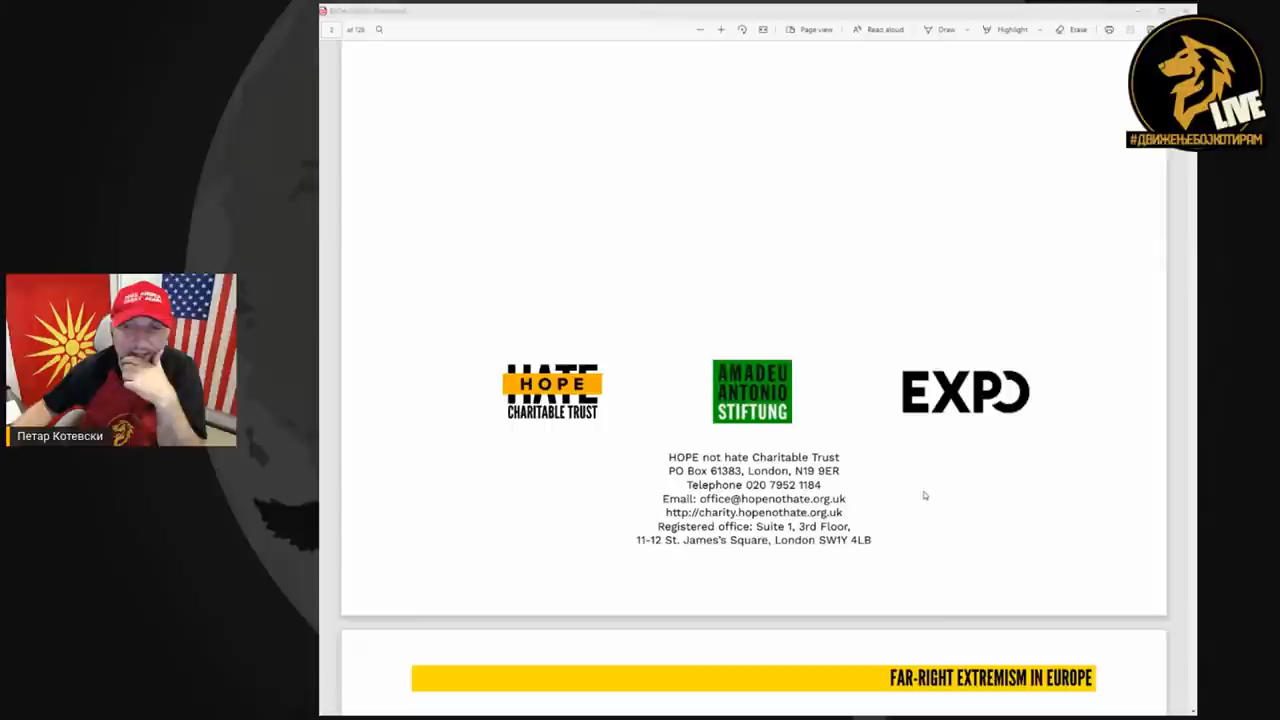 2
of 128
Page view
Read aloud
Draw
Highlight
Erase
LIVE
#ДВИЖЕЊЕБОЈКОТИРАМ
HATE
HOPE
CHARITABLE TRUST
AMADEU
ANTONIO
STIFTUNG
EXPO
HOPE not hate Charitable Trust
PO Box 61383, London, N19 9ER
Telephone 020 7952 1184
Email: office@hopenothate.org.uk
http://charity.hopenothate.org.uk
Registered office: Suite 1, 3rd Floor,
11-12 St. James's Square, London SW1Y 4LB
Петар Котевски
FAR-RIGHT EXTREMISM IN EUROPE